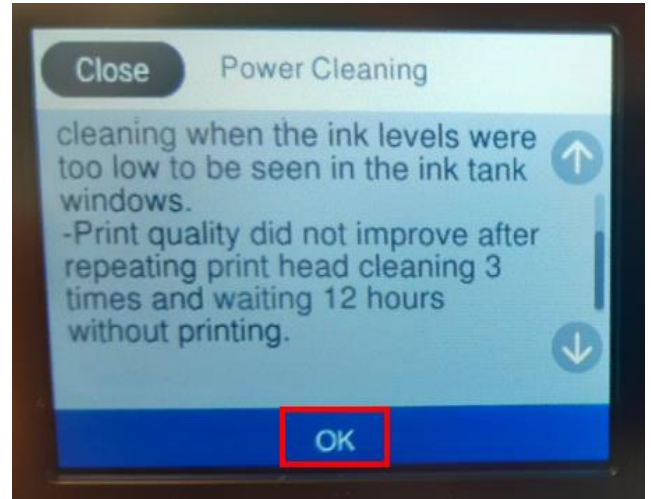 Close
Power Cleaning
cleaning when the ink levels were
too low to be seen in the ink tank
windows.
-Print quality did not improve after
repeating print head cleaning 3
times and waiting 12 hours
without printing.
OK